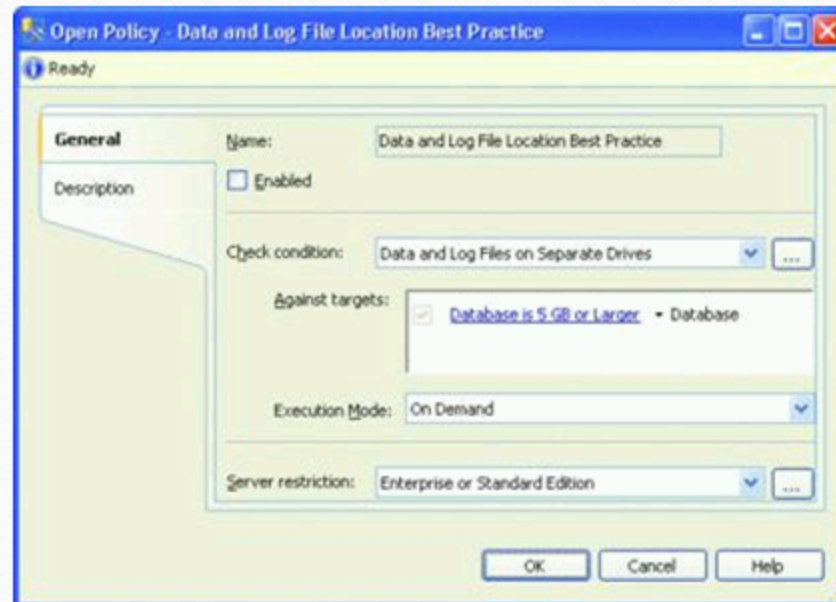 Open Policy - Data and Log File Location Best Practice
Ready
General
Description
Name: Data and Log File Location Best Practice
Enabled
Check condition: Data and Log Files on Separate Drives ...
Against targets: Database is 5 GB or Larger • Database
Execution Mode: On Demand
Server restriction: Enterprise or Standard Edition ...
OK Cancel Help